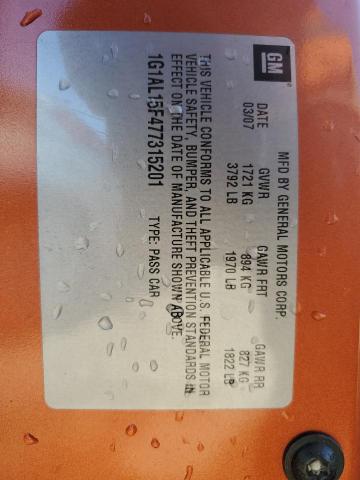 GM
MFD BY GENERAL MOTORS CORP.
DATE GVWR GAWR FRT GAWR RR
03/07 1721 KG 894 KG 827 KG
3792 LB 1970 LB 1822 LB
THIS VEHICLE CONFORMS TO ALL APPLICABLE U.S. FEDERAL MOTOR
VEHICLE SAFETY, BUMPER, AND THEFT PREVENTION STANDARDS IN
EFFECT ON THE DATE OF MANUFACTURE SHOWN ABOVE.
1G1AL15F477315201 TYPE: PASS CAR